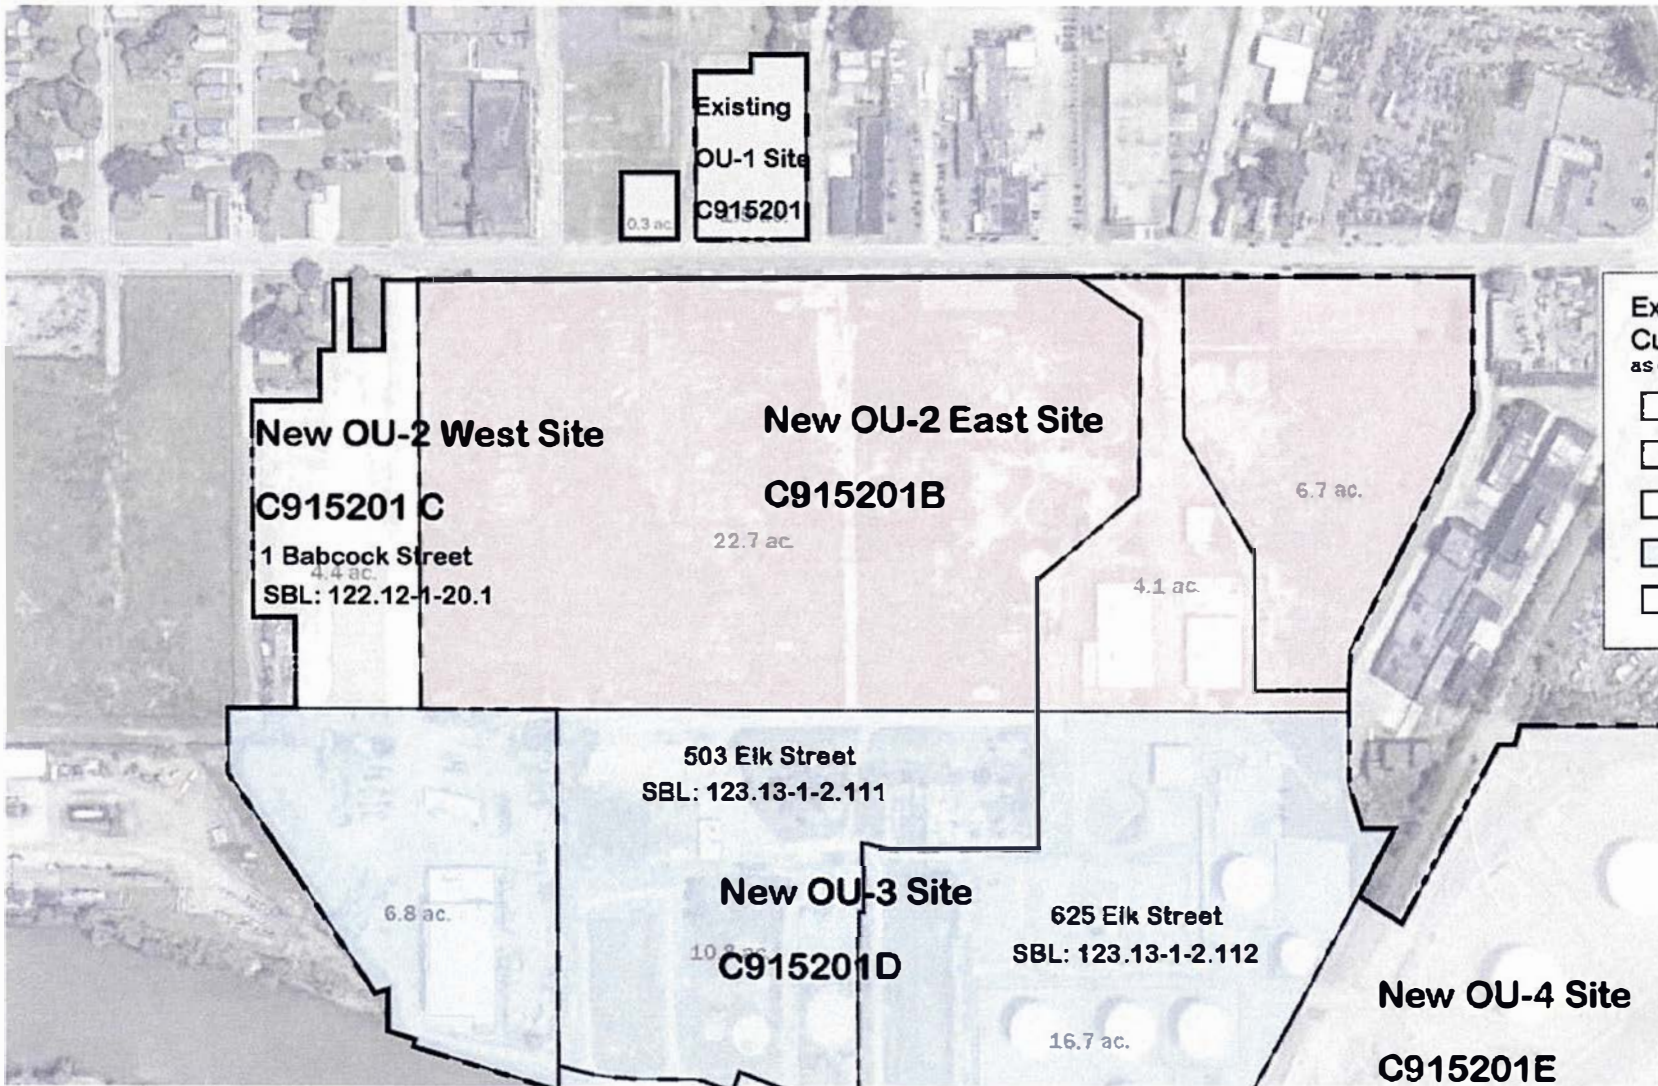 Existing
OU-1 Site
C915201
0.3 ac.
Ex
Cu
as
New OU-2 West Site
C915201 C
1 Babcock Street
4.4 ac.
SBL: 122.12-1-20.1
New OU-2 East Site
C915201B
22.7 ac.
6.7 ac.
4.1 ac.
503 Elk Street
SBL: 123.13-1-2.111
New OU-3 Site
C915201D
6.8 ac.
625 Elk Street
SBL: 123.13-1-2.112
16.7 ac.
New OU-4 Site
C915201E